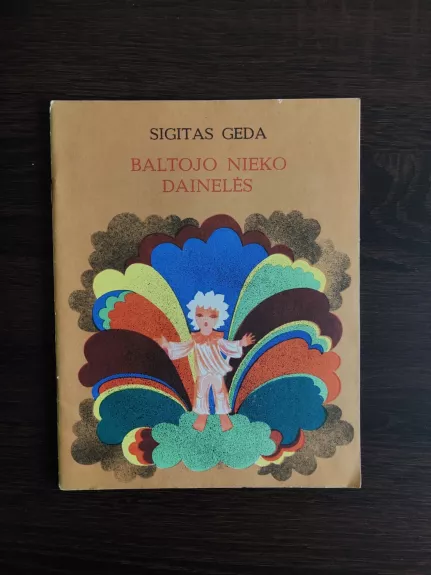 SIGITAS GEDA
BALTOJO NIEKO
DAINELĖS